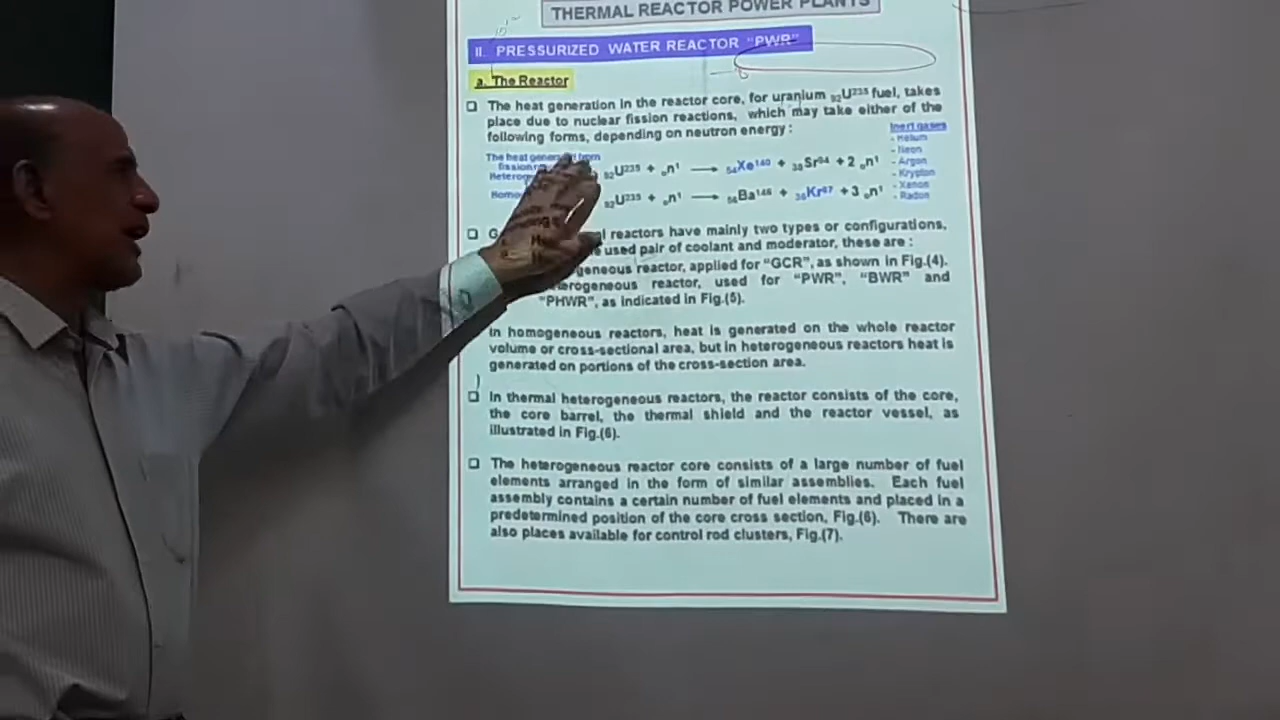 THERMAL REACTOR POWER PLANTS
II. PRESSURIZED WATER REACTOR "PWR"
a. The Reactor
❑ The heat generation in the reactor core, for uranium ₉₂U²³⁵ fuel, takes
place due to nuclear fission reactions, which may take either of the
following forms, depending on neutron energy :
Inert gases
- Helium
- Neon
- Argon
- Krypton
- Xenon
- Radon
The heat from
₉₂U²³⁵ + ₀n¹ ⟶ ₅₄Xe¹⁴⁰ + ₃₈Sr⁹⁴ + 2 ₀n¹
₉₂U²³⁵ + ₀n¹ ⟶ ₅₆Ba¹⁴⁶ + ₃₆Kr⁸⁷ + 3 ₀n¹
❑ reactors have mainly two types or configurations,
used pair of coolant and moderator, these are :
reactor, applied for "GCR", as shown in Fig.(4).
reactor, used for "PWR", "BWR" and
"PHWR", as indicated in Fig.(5).
In homogeneous reactors, heat is generated on the whole reactor
volume or cross-sectional area, but in heterogeneous reactors heat is
generated on portions of the cross-section area.
❑ In thermal heterogeneous reactors, the reactor consists of the core,
the core barrel, the thermal shield and the reactor vessel, as
illustrated in Fig.(6).
❑ The heterogeneous reactor core consists of a large number of fuel
elements arranged in the form of similar assemblies. Each fuel
assembly contains a certain number of fuel elements and placed in a
predetermined position of the core cross section, Fig.(6). There are
also places available for control rod clusters, Fig.(7).